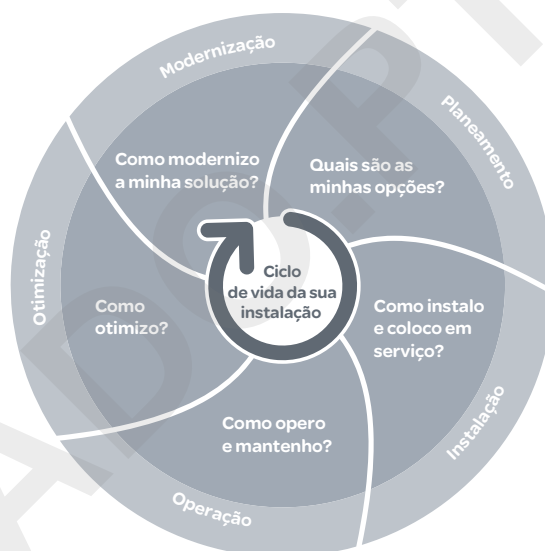 Modernização
Planeamento
Como modernizo
a minha solução?
Quais são as
minhas opções?
Otimização
Ciclo
de vida da sua
instalação
Como
otimizo?
Como instalo
e coloco em
serviço?
Como opero
e mantenho?
Instalação
Operação